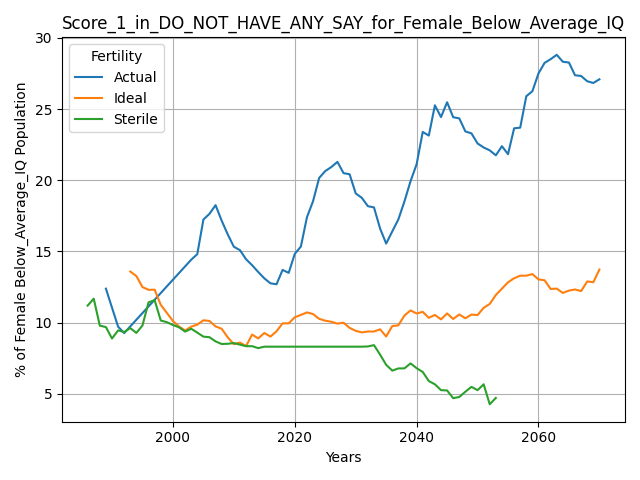 Score_1_in_DO_NOT_HAVE_ANY_SAY_for_Female_Below_Average_IQ
Fertility
Actual
Ideal
Sterile
% of Female Below_Average_IQ Population
30
25
20
15
10
5
2000
2020
2040
2060
Years